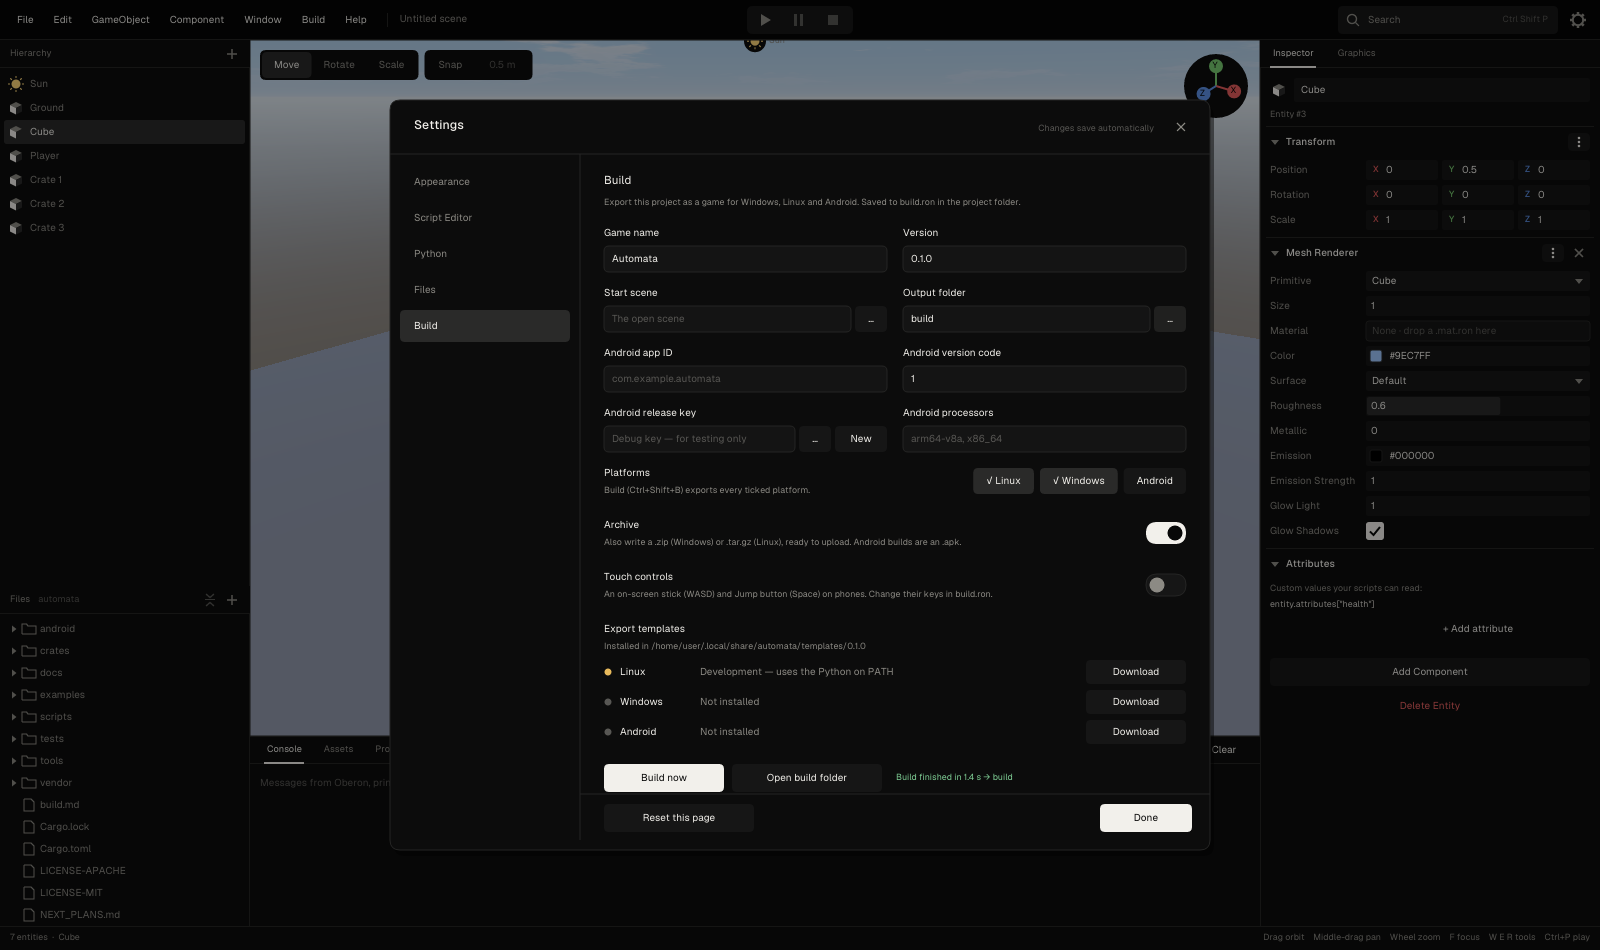 File Edit GameObject Component Window Build Help Untitled scene
Search Ctrl Shift P
Hierarchy
Sun
Ground
Cube
Player
Crate 1
Crate 2
Crate 3
Files automata
android
crates
docs
examples
scripts
tests
tools
vendor
build.md
Cargo.lock
Cargo.toml
LICENSE-APACHE
LICENSE-MIT
NEXT_PLANS.md
Move Rotate Scale Snap 0.5 m
Y
Z X
Settings
Changes save automatically
Appearance
Script Editor
Python
Files
Build
Build
Export this project as a game for Windows, Linux and Android. Saved to build.ron in the project folder.
Game name Version
Automata 0.1.0
Start scene Output folder
The open scene ... build ...
Android app ID Android version code
com.example.automata 1
Android release key Android processors
Debug key — for testing only ... New arm64-v8a, x86_64
Platforms
Build (Ctrl+Shift+B) exports every ticked platform.
√ Linux √ Windows Android
Archive
Also write a .zip (Windows) or .tar.gz (Linux), ready to upload. Android builds are an .apk.
Touch controls
An on-screen stick (WASD) and Jump button (Space) on phones. Change their keys in build.ron.
Export templates
Installed in /home/user/.local/share/automata/templates/0.1.0
Linux Development — uses the Python on PATH Download
Windows Not installed Download
Android Not installed Download
Build now Open build folder Build finished in 1.4 s → build
Reset this page Done
Console Assets Pro Clear
Messages from Oberon, prin
Inspector Graphics
Cube
Entity #3
Transform
Position X 0 Y 0.5 Z 0
Rotation X 0 Y 0 Z 0
Scale X 1 Y 1 Z 1
Mesh Renderer
Primitive Cube
Size 1
Material None - drop a .mat.ron here
Color #9EC7FF
Surface Default
Roughness 0.6
Metallic 0
Emission #000000
Emission Strength 1
Glow Light 1
Glow Shadows
Attributes
Custom values your scripts can read:
entity.attributes["health"]
+ Add attribute
Add Component
Delete Entity
7 entities · Cube
Drag orbit Middle-drag pan Wheel zoom F focus W E R tools Ctrl+P play